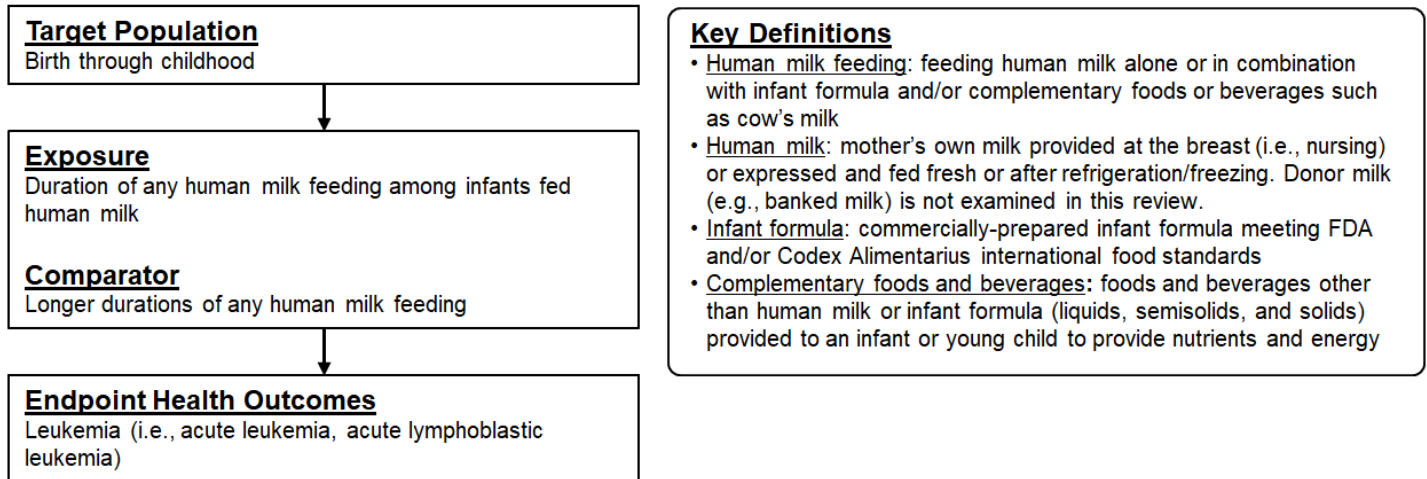 Target Population
Birth through childhood
Exposure
Duration of any human milk feeding among infants fed
human milk
Comparator
Longer durations of any human milk feeding
Endpoint Health Outcomes
Leukemia (i.e., acute leukemia, acute lymphoblastic
leukemia)
Key Definitions
• Human milk feeding: feeding human milk alone or in combination
with infant formula and/or complementary foods or beverages such
as cow's milk
• Human milk: mother's own milk provided at the breast (i.e., nursing)
or expressed and fed fresh or after refrigeration/freezing. Donor milk
(e.g., banked milk) is not examined in this review.
• Infant formula: commercially-prepared infant formula meeting FDA
and/or Codex Alimentarius international food standards
• Complementary foods and beverages: foods and beverages other
than human milk or infant formula (liquids, semisolids, and solids)
provided to an infant or young child to provide nutrients and energy